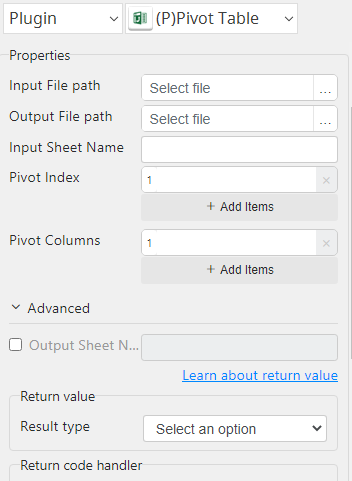 Plugin (P)Pivot Table
Properties
Input File path Select file ...
Output File path Select file ...
Input Sheet Name
Pivot Index 1 ×
+ Add Items
Pivot Columns 1 ×
+ Add Items
Advanced
Output Sheet N...
Learn about return value
Return value
Result type Select an option
Return code handler